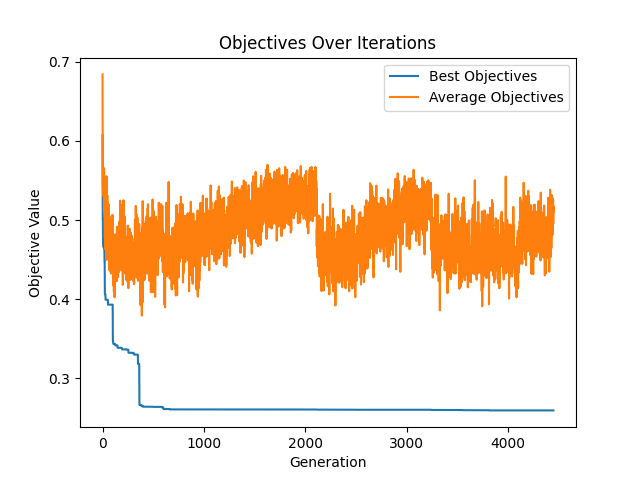 Objectives Over Iterations
Best Objectives
Average Objectives
0.7
0.6
0.5
0.4
0.3
Objective Value
0
1000
2000
3000
4000
Generation